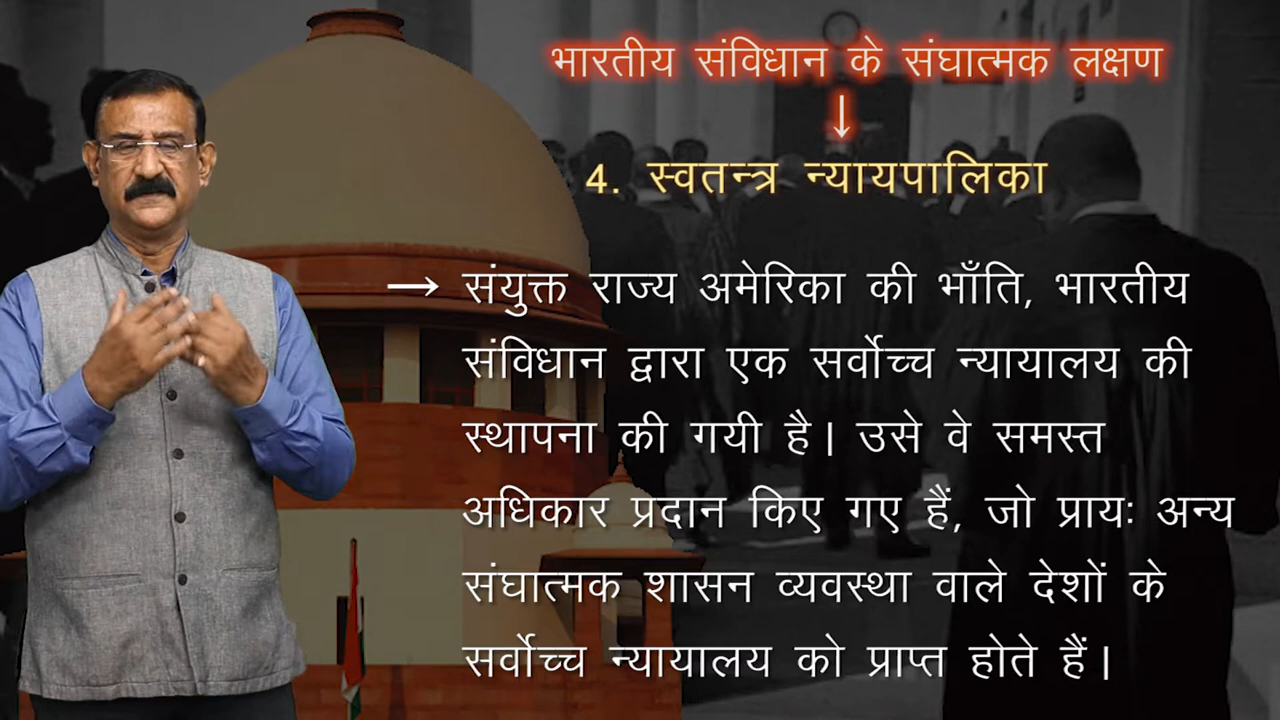 भारतीय संविधान के संघात्मक लक्षण
↓
4. स्वतन्त्र न्यायपालिका
→ संयुक्त राज्य अमेरिका की भाँति, भारतीय
संविधान द्वारा एक सर्वोच्च न्यायालय की
स्थापना की गयी है। उसे वे समस्त
अधिकार प्रदान किए गए हैं, जो प्रायः अन्य
संघात्मक शासन व्यवस्था वाले देशों के
सर्वोच्च न्यायालय को प्राप्त होते हैं।